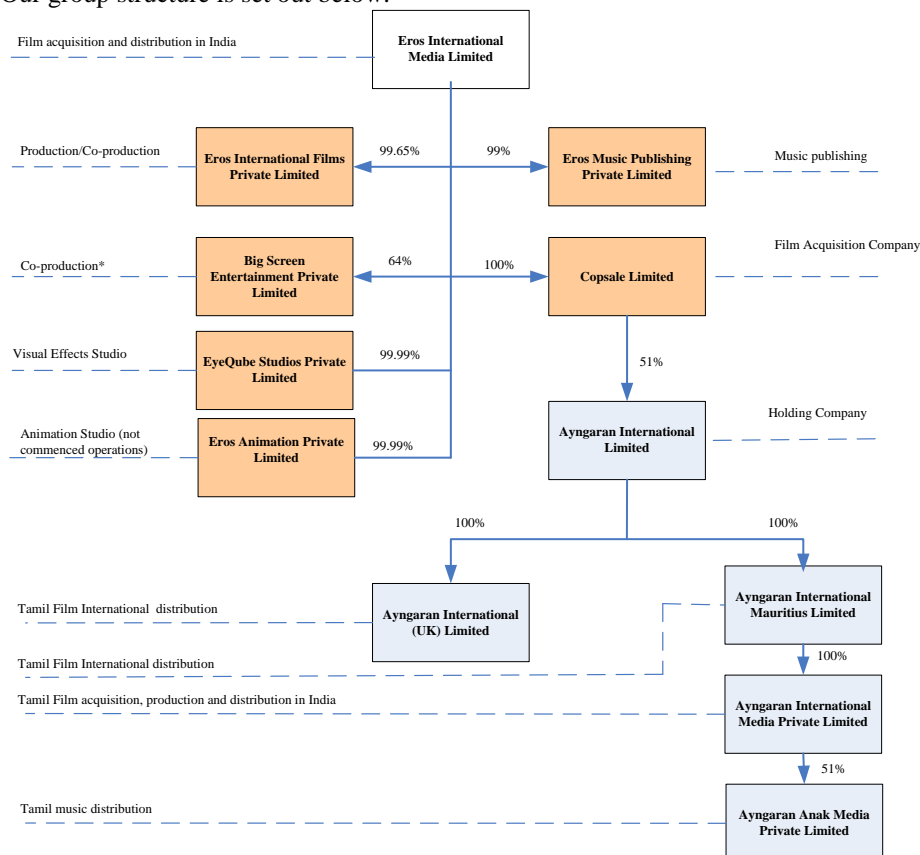 Our group structure is set out below.
Film acquisition and distribution in India
Eros International
Media Limited
Production/Co-production
Eros International Films
Private Limited
99.65%
99%
Eros Music Publishing
Private Limited
Music publishing
Co-production*
Big Screen
Entertainment Private
Limited
64%
100%
Copsale Limited
Film Acquisition Company
Visual Effects Studio
EyeQube Studios Private
Limited
99.99%
51%
Animation Studio (not
commenced operations)
Eros Animation Private
Limited
99.99%
Ayngaran International
Limited
Holding Company
100%
100%
Tamil Film International distribution
Ayngaran International
(UK) Limited
Ayngaran International
Mauritius Limited
Tamil Film International distribution
100%
Tamil Film acquisition, production and distribution in India
Ayngaran International
Media Private Limited
51%
Tamil music distribution
Ayngaran Anak Media
Private Limited